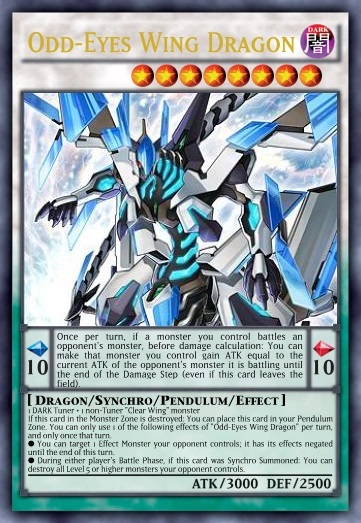 ODD-EYES WING DRAGON
DARK
闇
Once per turn, if a monster you control battles an
opponent's monster, before damage calculation: You can
make that monster you control gain ATK equal to the
current ATK of the opponent's monster it is battling until
the end of the Damage Step (even if this card leaves the
field).
10
10
[DRAGON/SYNCHRO/PENDULUM/EFFECT]
1 DARK Tuner + 1 non-Tuner "Clear Wing" monster
If this card in the Monster Zone is destroyed: You can place this card in your Pendulum
Zone. You can only use 1 of the following effects of "Odd-Eyes Wing Dragon" per turn,
and only once that turn.
● You can target 1 Effect Monster your opponent controls; it has its effects negated
until the end of this turn.
● During either player's Battle Phase, if this card was Synchro Summoned: You can
destroy all Level 5 or higher monsters your opponent controls.
ATK/3000 DEF/2500